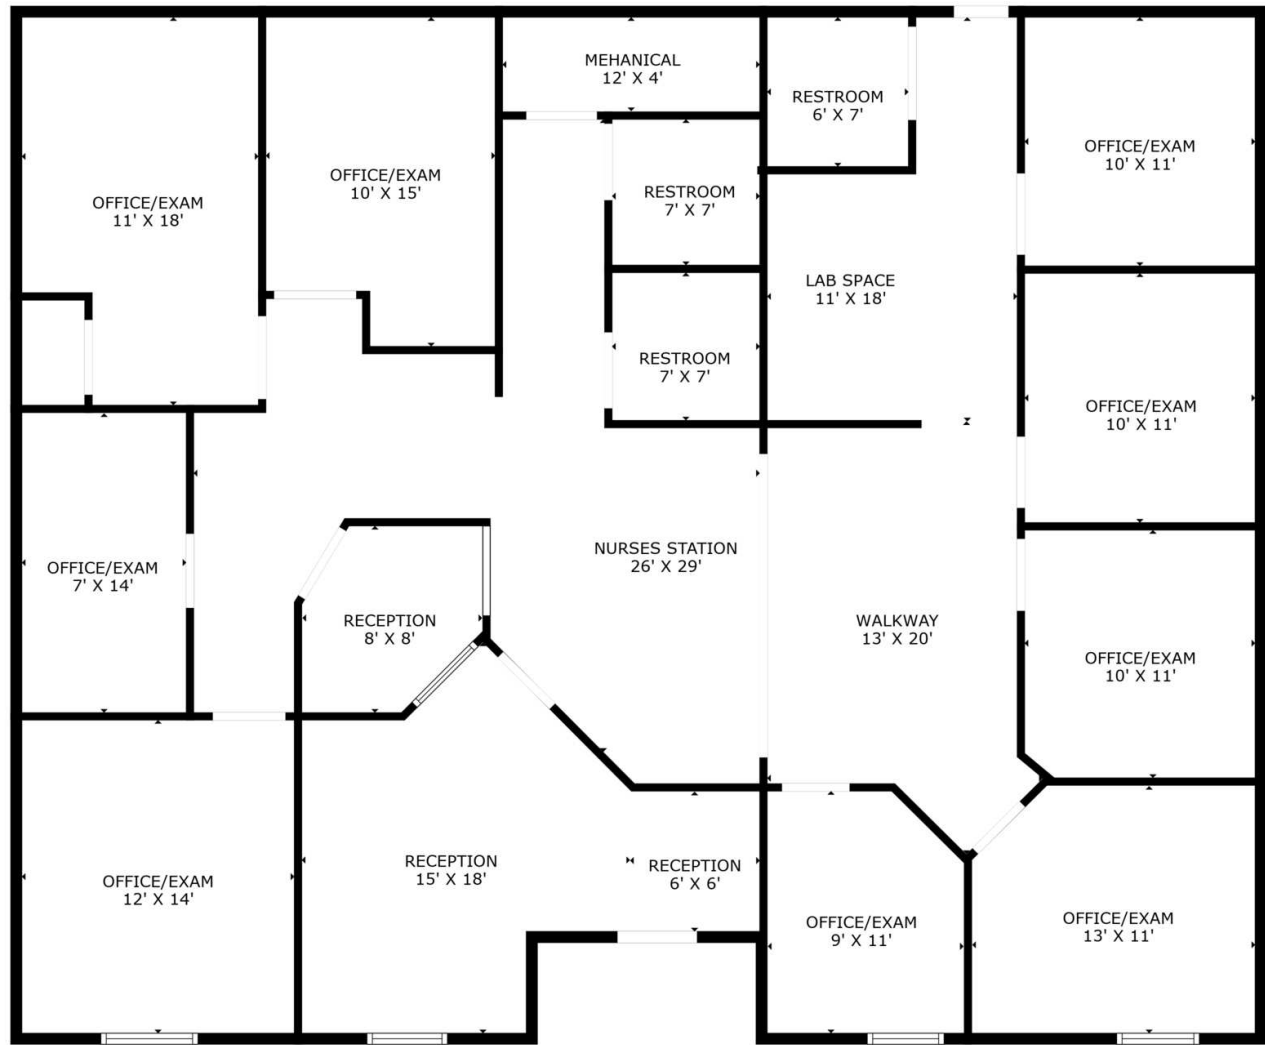 MEHANICAL
12' X 4'
RESTROOM
6' X 7'
OFFICE/EXAM
10' X 11'
OFFICE/EXAM
10' X 15'
RESTROOM
7' X 7'
OFFICE/EXAM
11' X 18'
LAB SPACE
11' X 18'
RESTROOM
7' X 7'
OFFICE/EXAM
10' X 11'
NURSES STATION
26' X 29'
OFFICE/EXAM
7' X 14'
RECEPTION
8' X 8'
WALKWAY
13' X 20'
OFFICE/EXAM
10' X 11'
RECEPTION
15' X 18'
RECEPTION
6' X 6'
OFFICE/EXAM
12' X 14'
OFFICE/EXAM
9' X 11'
OFFICE/EXAM
13' X 11'